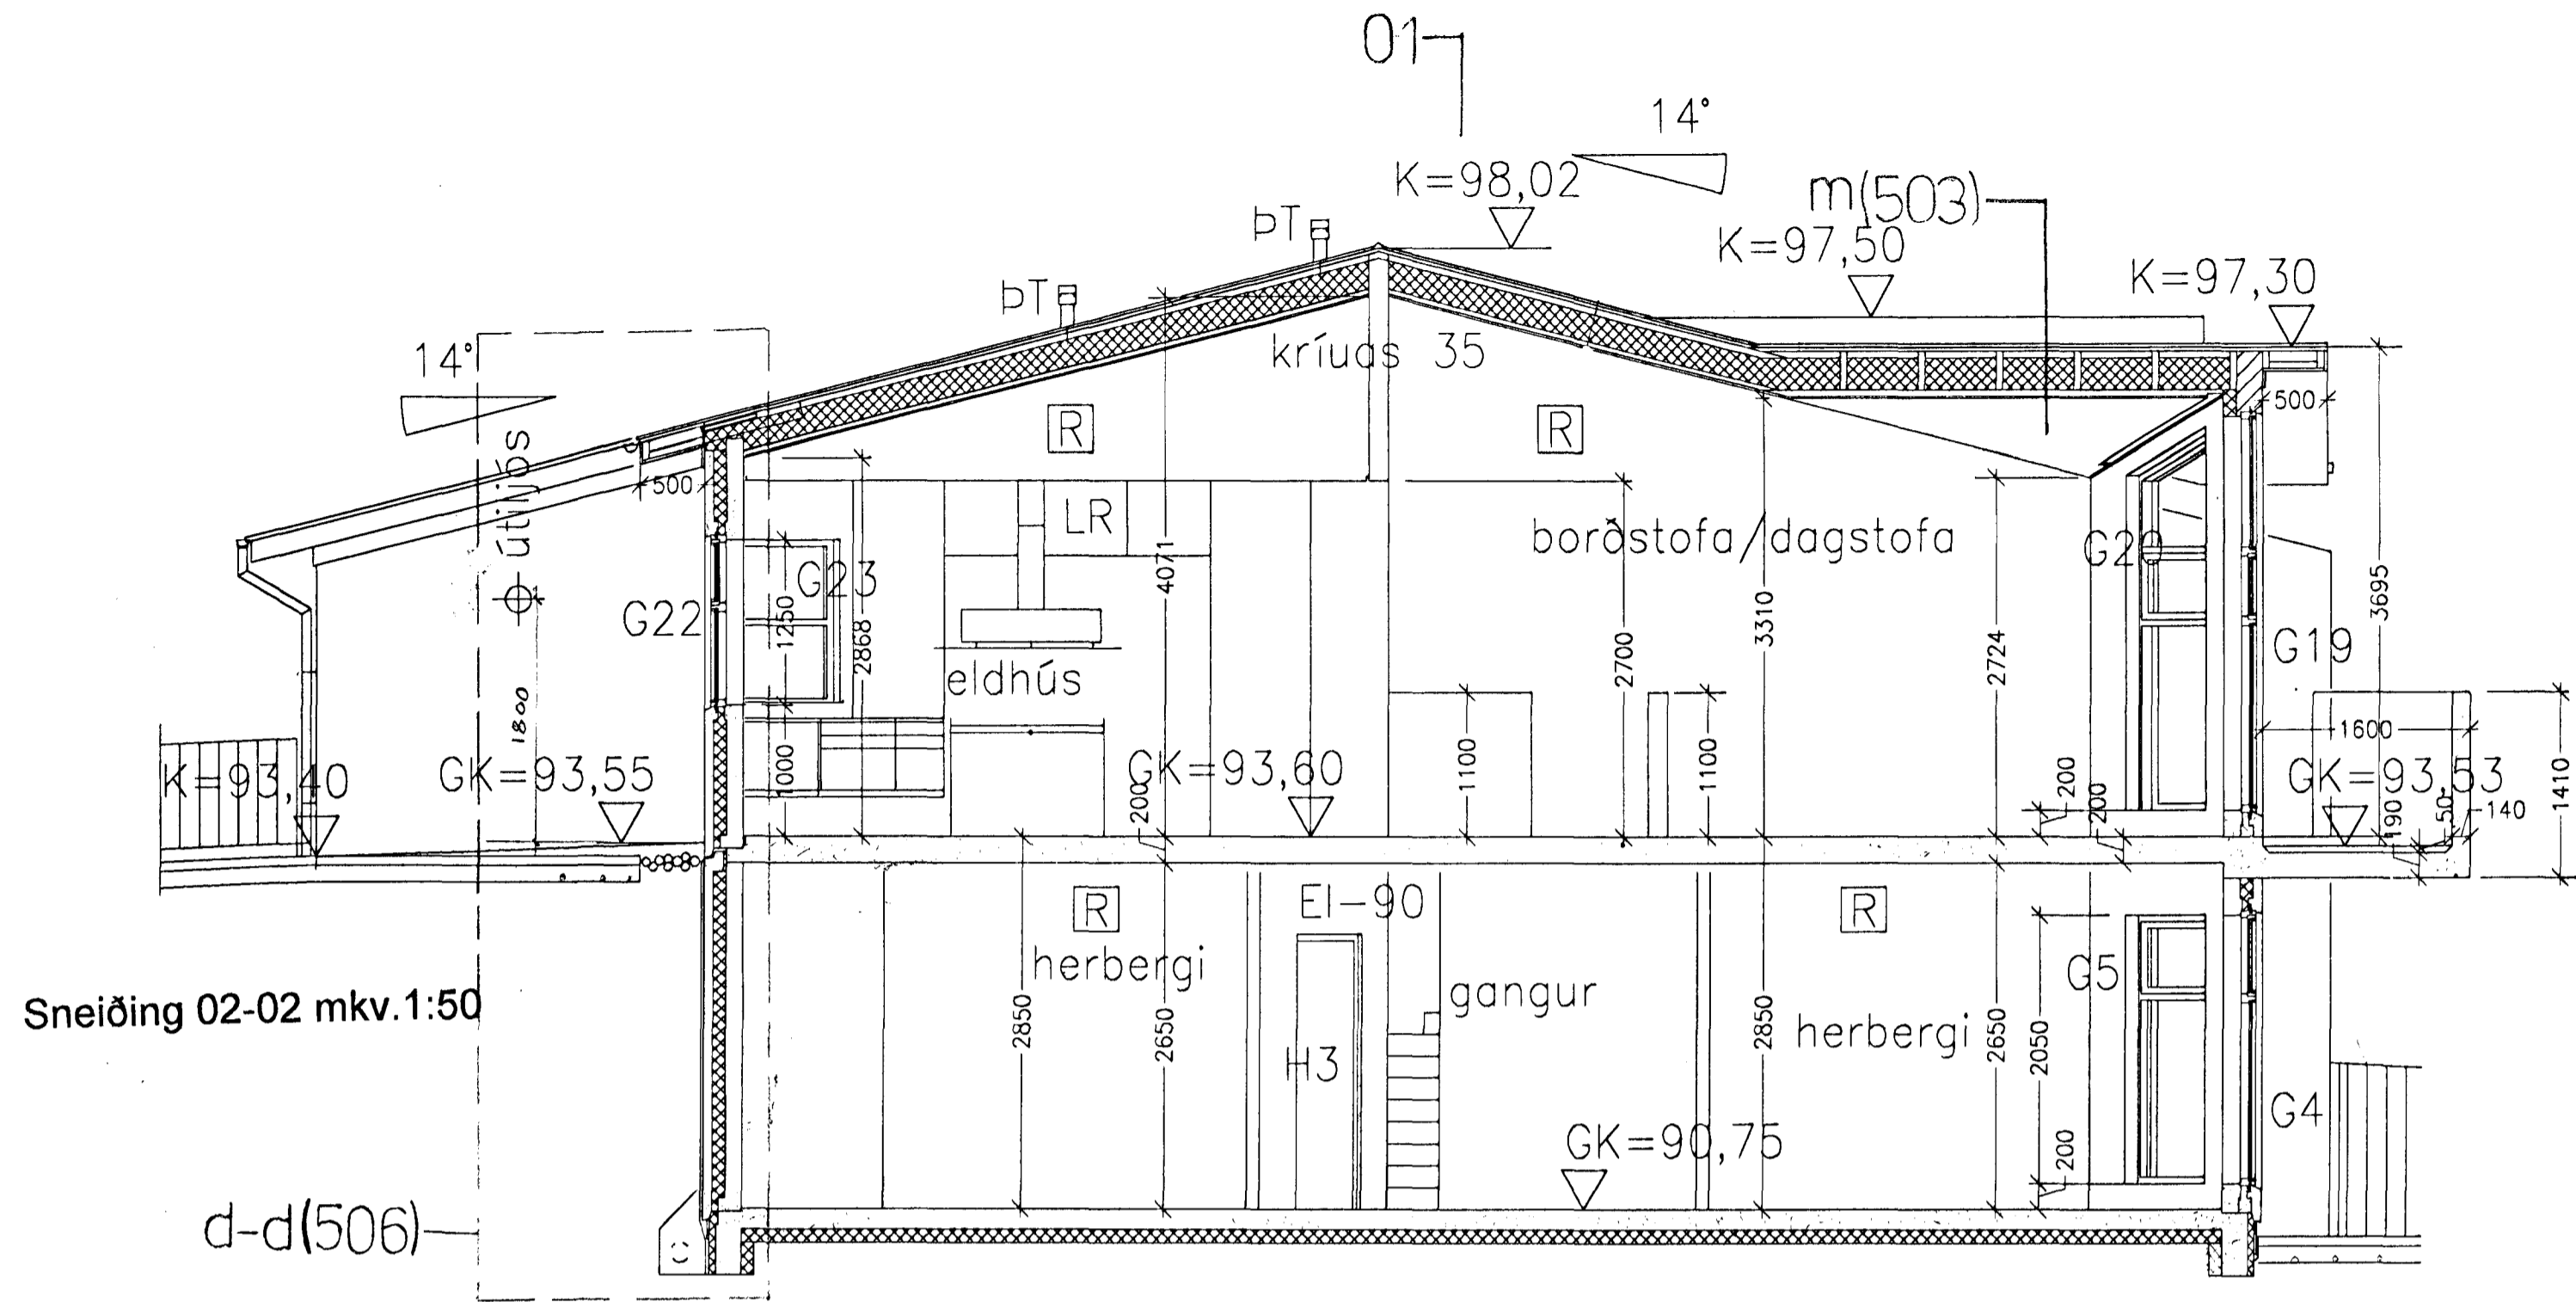 01
14°
K=98,02
m(503)
ÞT
K=97,50
K=97,30
ÞT
14°
kríuás 35
R
R
500
500
útiljós
LR
borðstofa/dagstofa
G20
G23
G22
1250
2868
4071
2700
3310
2724
3695
G19
eldhús
1800
1600
1410
K=93,40
GK=93,55
1000
GK=93,60
200
1100
1100
200
200
GK=93,53
190
50
140
R
EI-90
R
herbergi
gangur
G5
Sneiðing 02-02 mkv.1:50
2850
2650
H3
2850
herbergi
2650
2050
G4
GK=90,75
200
d-d(506)